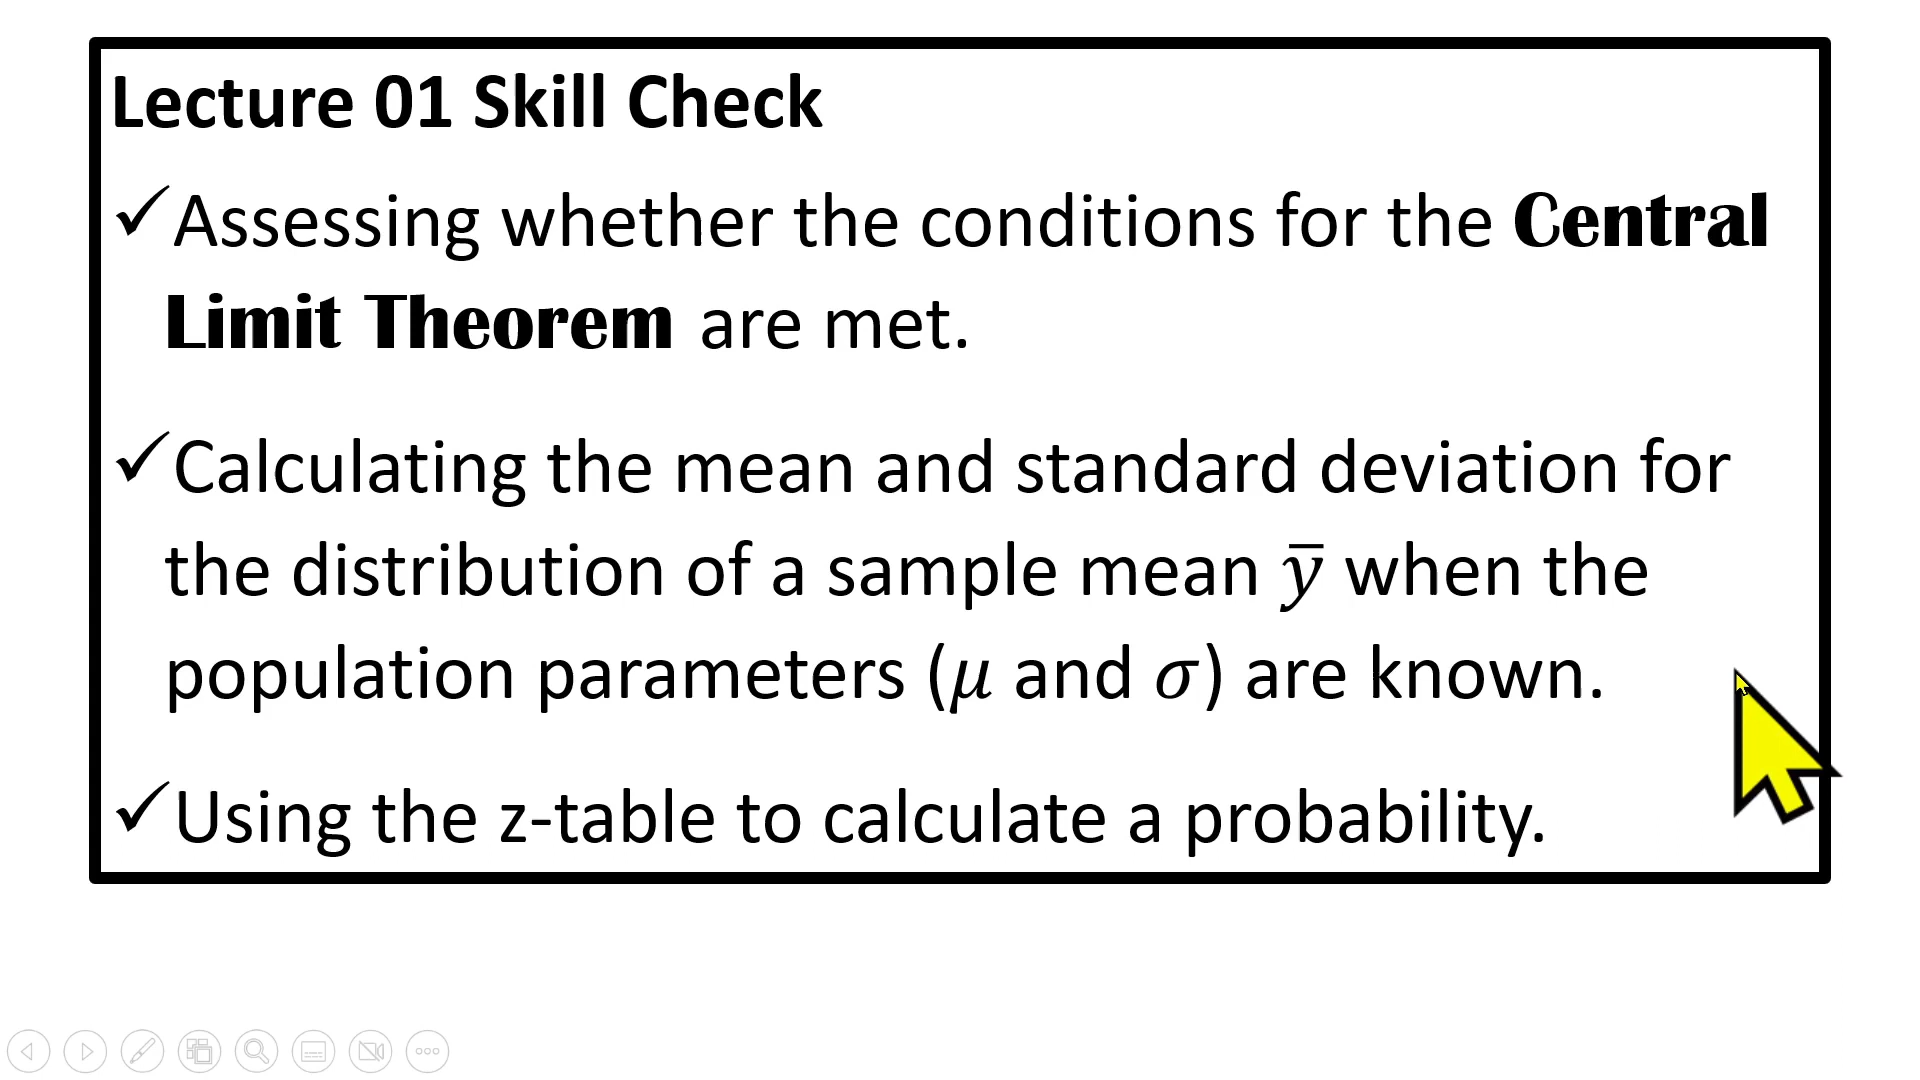 Lecture 01 Skill Check
✓Assessing whether the conditions for the Central
Limit Theorem are met.
✓Calculating the mean and standard deviation for
the distribution of a sample mean ȳ when the
population parameters (μ and σ) are known.
✓Using the z-table to calculate a probability.